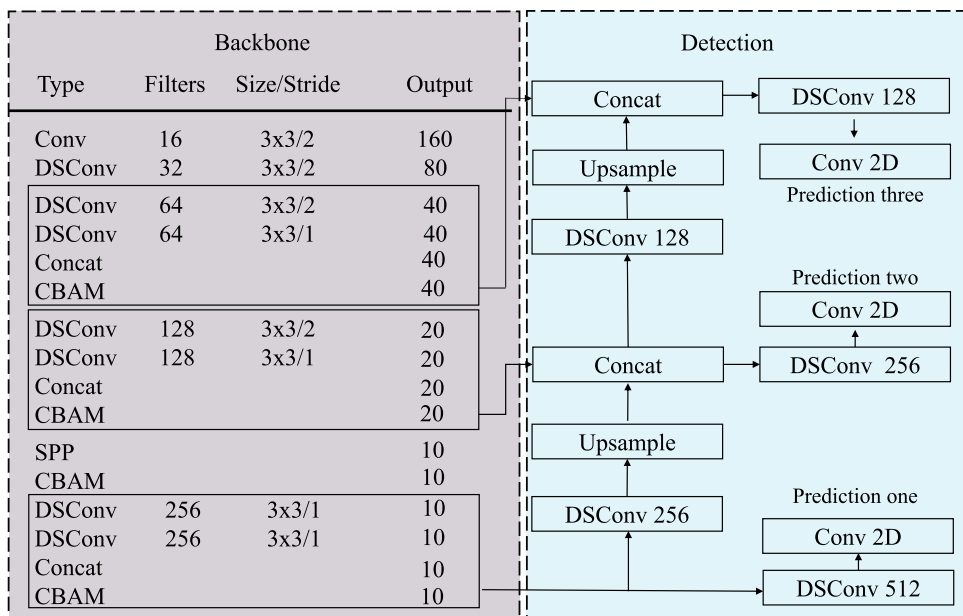 Backbone
Type Filters Size/Stride Output
Conv 16 3x3/2 160
DSConv 32 3x3/2 80
DSConv 64 3x3/2 40
DSConv 64 3x3/1 40
Concat 40
CBAM 40
DSConv 128 3x3/2 20
DSConv 128 3x3/1 20
Concat 20
CBAM 20
SPP 10
CBAM 10
DSConv 256 3x3/1 10
DSConv 256 3x3/1 10
Concat 10
CBAM 10
Detection
Concat
DSConv 128
Conv 2D
Prediction three
Upsample
DSConv 128
Prediction two
Conv 2D
Concat
DSConv 256
Upsample
DSConv 256
Prediction one
Conv 2D
DSConv 512